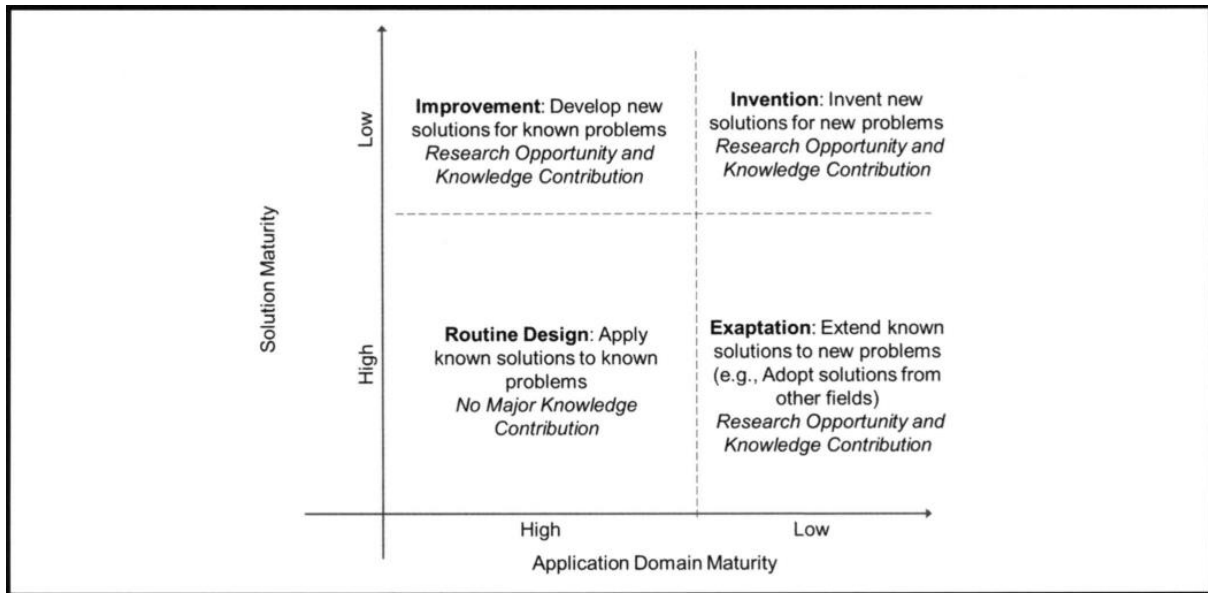 Solution Maturity
Low
High
Improvement: Develop new
solutions for known problems
Research Opportunity and
Knowledge Contribution
Invention: Invent new
solutions for new problems
Research Opportunity and
Knowledge Contribution
Routine Design: Apply
known solutions to known
problems
No Major Knowledge
Contribution
Exaptation: Extend known
solutions to new problems
(e.g., Adopt solutions from
other fields)
Research Opportunity and
Knowledge Contribution
High
Low
Application Domain Maturity